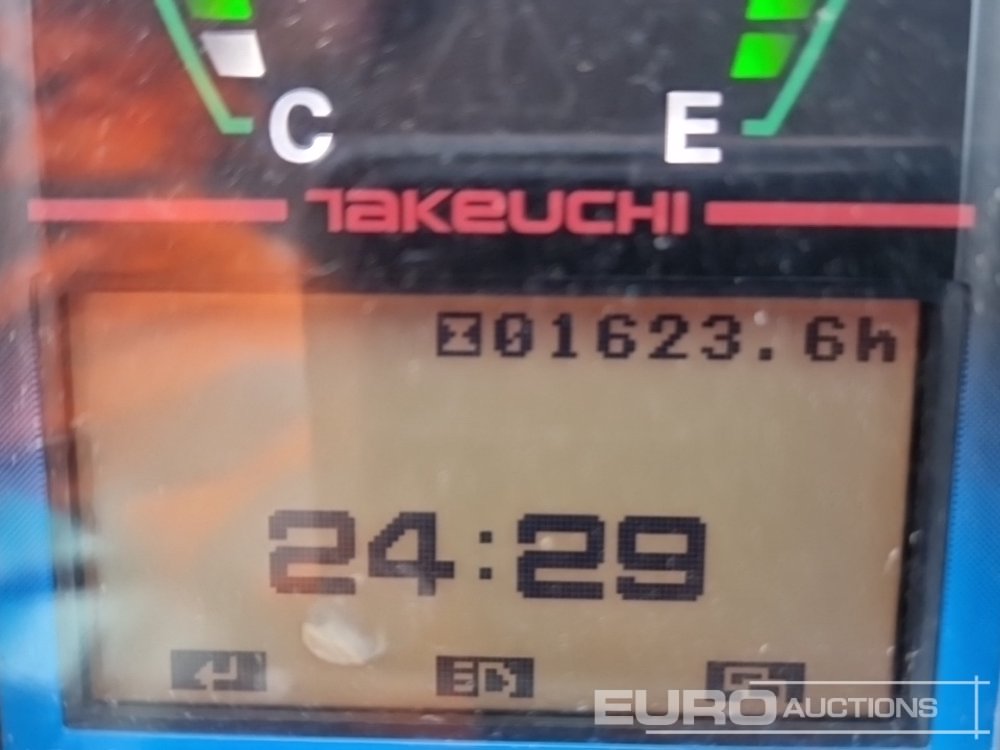 C E
TAKEUCHI
01623.6h
24:29
EURO AUCTIONS